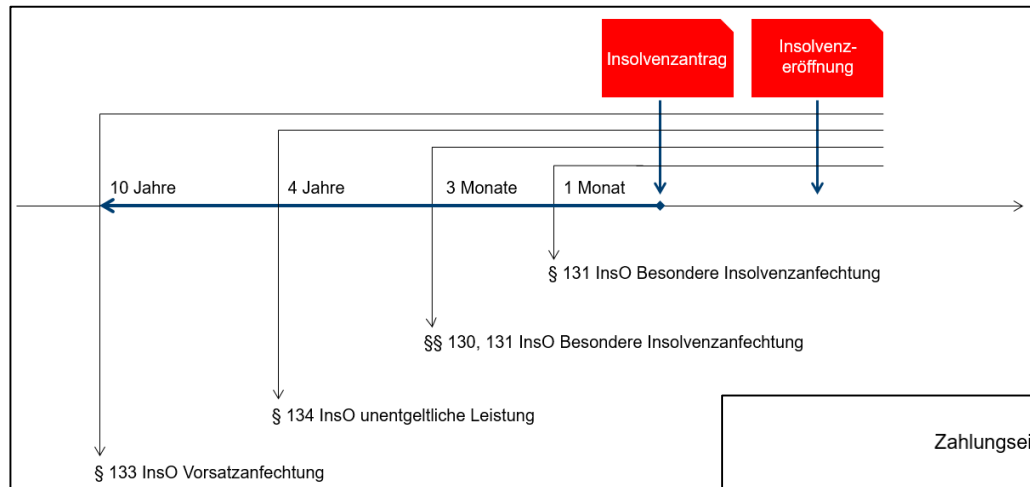 Insolvenzantrag
Insolvenz-
eröffnung
10 Jahre
4 Jahre
3 Monate
1 Monat
§ 131 InsO Besondere Insolvenzanfechtung
§§ 130, 131 InsO Besondere Insolvenzanfechtung
§ 134 InsO unentgeltliche Leistung
Zahlungsei
§ 133 InsO Vorsatzanfechtung